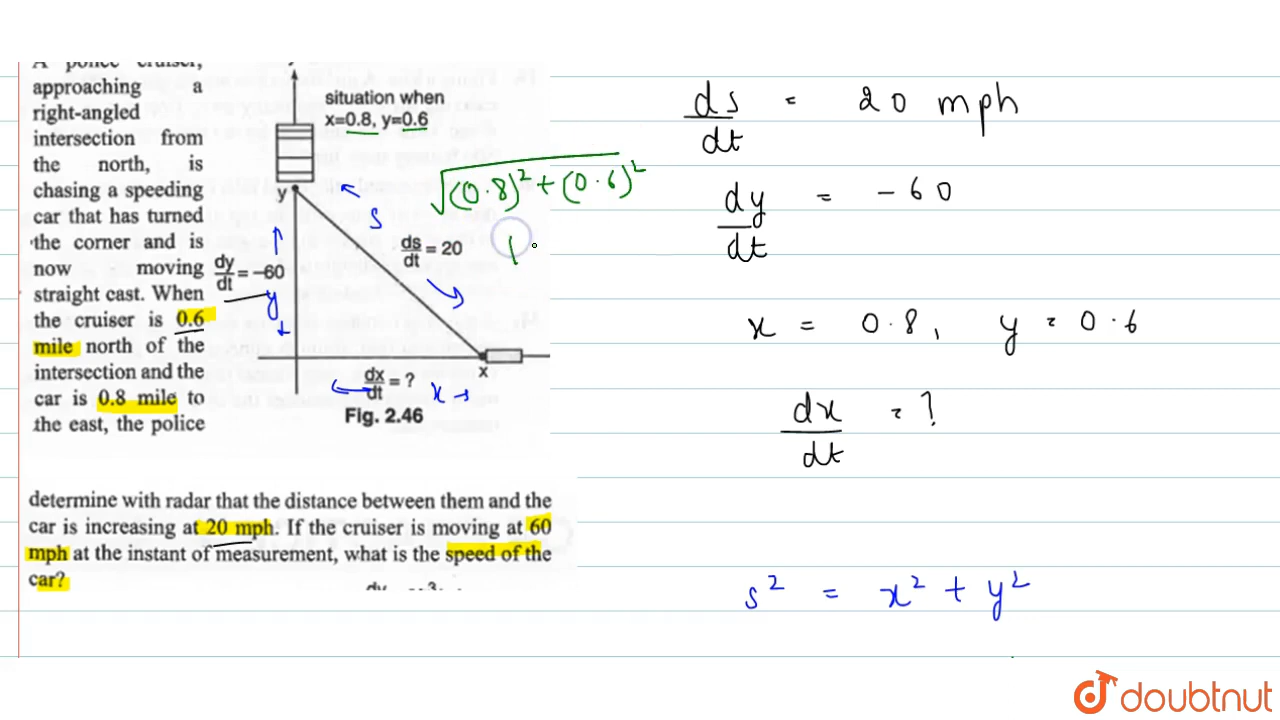 A police cruiser,
approaching a
right-angled
intersection from
the north, is
chasing a speeding
car that has turned
the corner and is
now moving
straight cast. When
the cruiser is 0.6
mile north of the
intersection and the
car is 0.8 mile to
the east, the police
situation when
x=0.8, y=0.6
y
s
ds/dt = 20
dy/dt = -60
y
dx/dt = ?
x
x
Fig. 2.46
√(0.8)² + (0.6)²
1
determine with radar that the distance between them and the
car is increasing at 20 mph. If the cruiser is moving at 60
mph at the instant of measurement, what is the speed of the
car?
ds/dt = 20 mph
dy/dt = -60
x = 0.8, y = 0.6
dx/dt = ?
s² = x² + y²
doubtnut